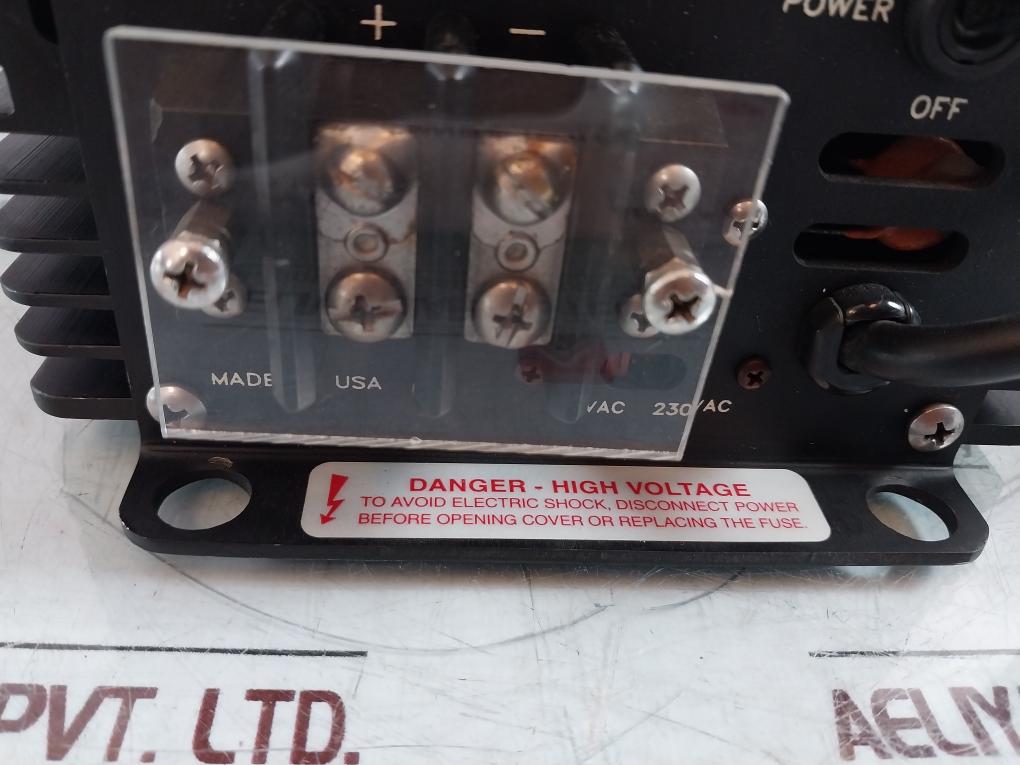 + −
POWER
OFF
MADE USA
VAC 230VAC
DANGER - HIGH VOLTAGE
TO AVOID ELECTRIC SHOCK, DISCONNECT POWER
BEFORE OPENING COVER OR REPLACING THE FUSE.
PVT. LTD. AELIY